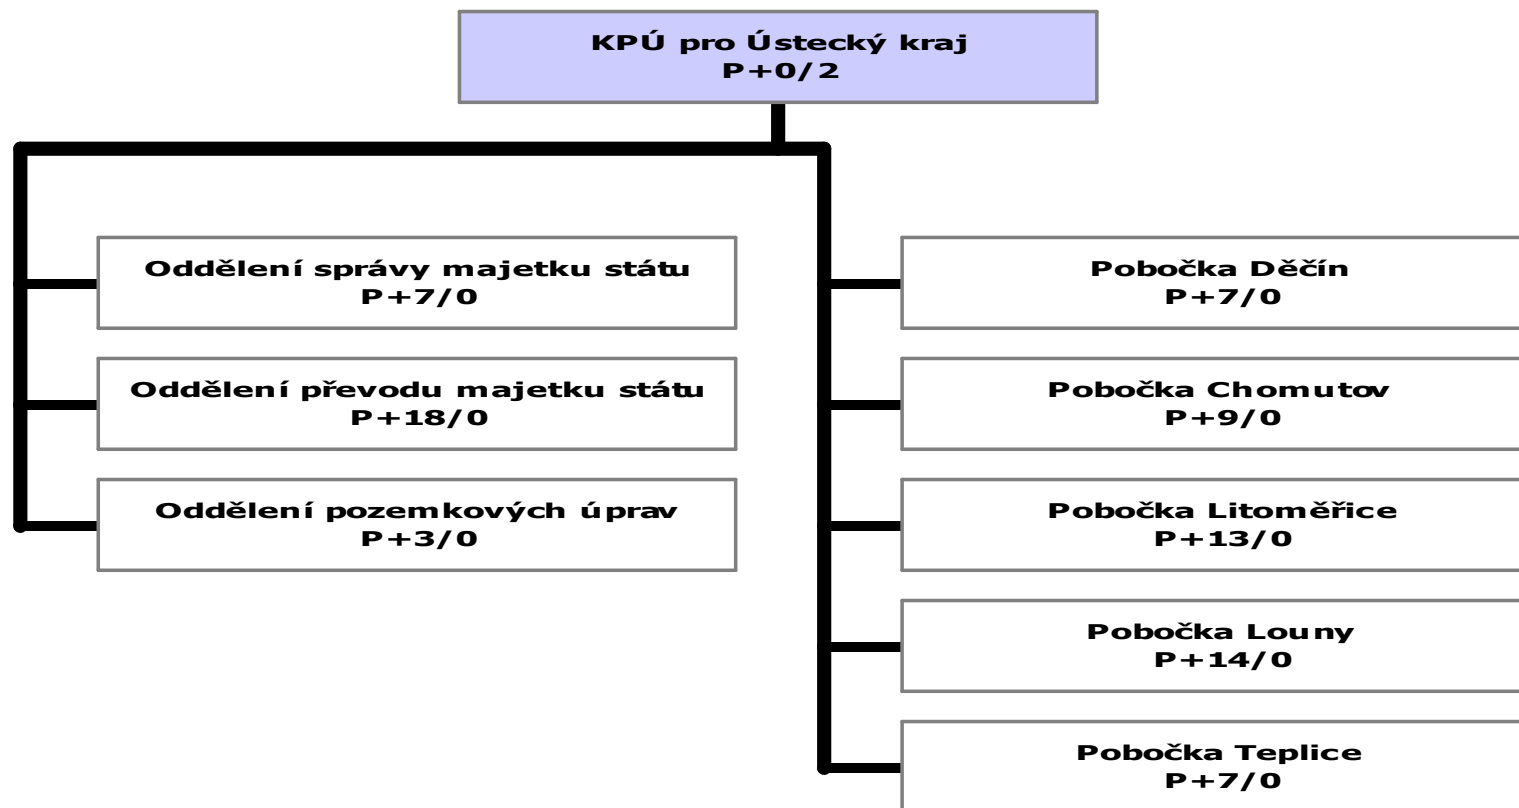 KPÚ pro Ústecký kraj
P+0/2
Oddělení správy majetku státu
P+7/0
Oddělení převodu majetku státu
P+18/0
Oddělení pozemkových úprav
P+3/0
Pobočka Děčín
P+7/0
Pobočka Chomutov
P+9/0
Pobočka Litoměřice
P+13/0
Pobočka Louny
P+14/0
Pobočka Teplice
P+7/0